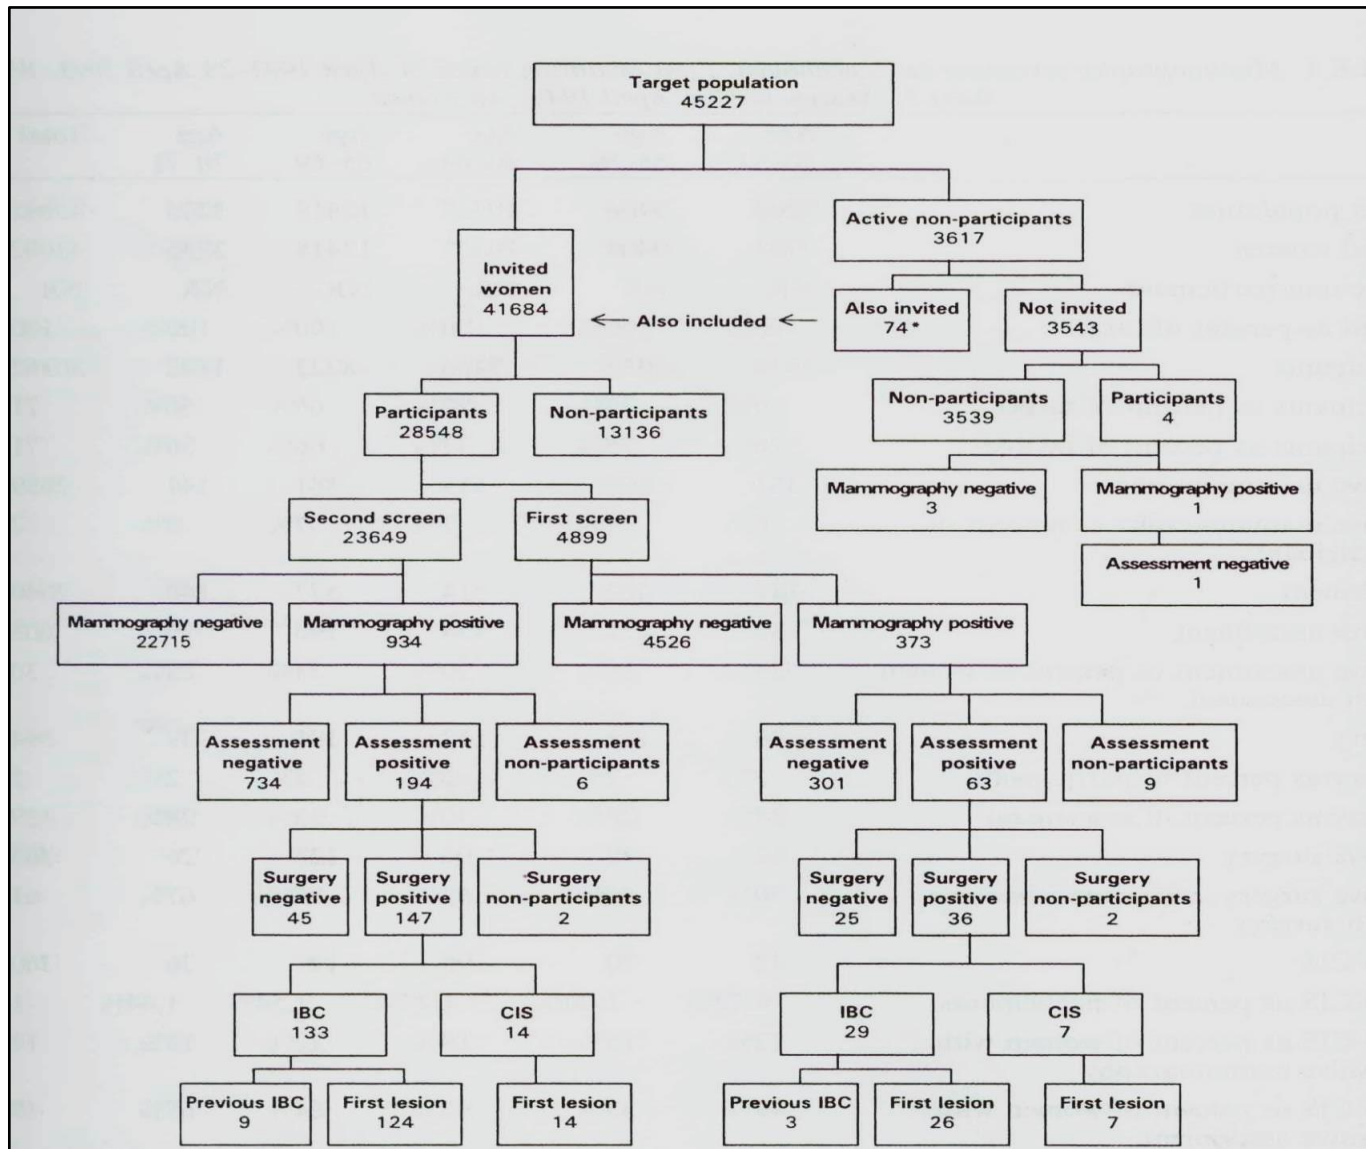 Target population
45227
Active non-participants
3617
Invited
women
41684
Also included
Also invited
74*
Not invited
3543
Participants
28548
Non-participants
13136
Non-participants
3539
Participants
4
Mammography negative
3
Mammography positive
1
Assessment negative
1
Second screen
23649
First screen
4899
Mammography negative
22715
Mammography positive
934
Mammography negative
4526
Mammography positive
373
Assessment
negative
734
Assessment
positive
194
Assessment
non-participants
6
Assessment
negative
301
Assessment
positive
63
Assessment
non-participants
9
Surgery
negative
45
Surgery
positive
147
Surgery
non-participants
2
Surgery
negative
25
Surgery
positive
36
Surgery
non-participants
2
IBC
133
CIS
14
IBC
29
CIS
7
Previous IBC
9
First lesion
124
First lesion
14
Previous IBC
3
First lesion
26
First lesion
7